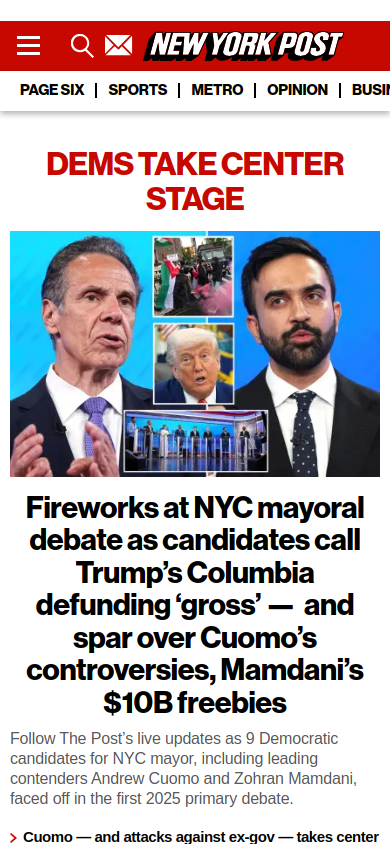 NEW YORK POST
PAGE SIX
SPORTS
METRO
OPINION
BUSIN
DEMS TAKE CENTER
STAGE
Fireworks at NYC mayoral
debate as candidates call
Trump’s Columbia
defunding ‘gross’ — and
spar over Cuomo’s
controversies, Mamdani’s
$10B freebies
Follow The Post’s live updates as 9 Democratic
candidates for NYC mayor, including leading
contenders Andrew Cuomo and Zohran Mamdani,
faced off in the first 2025 primary debate.
Cuomo — and attacks against ex-gov — takes center